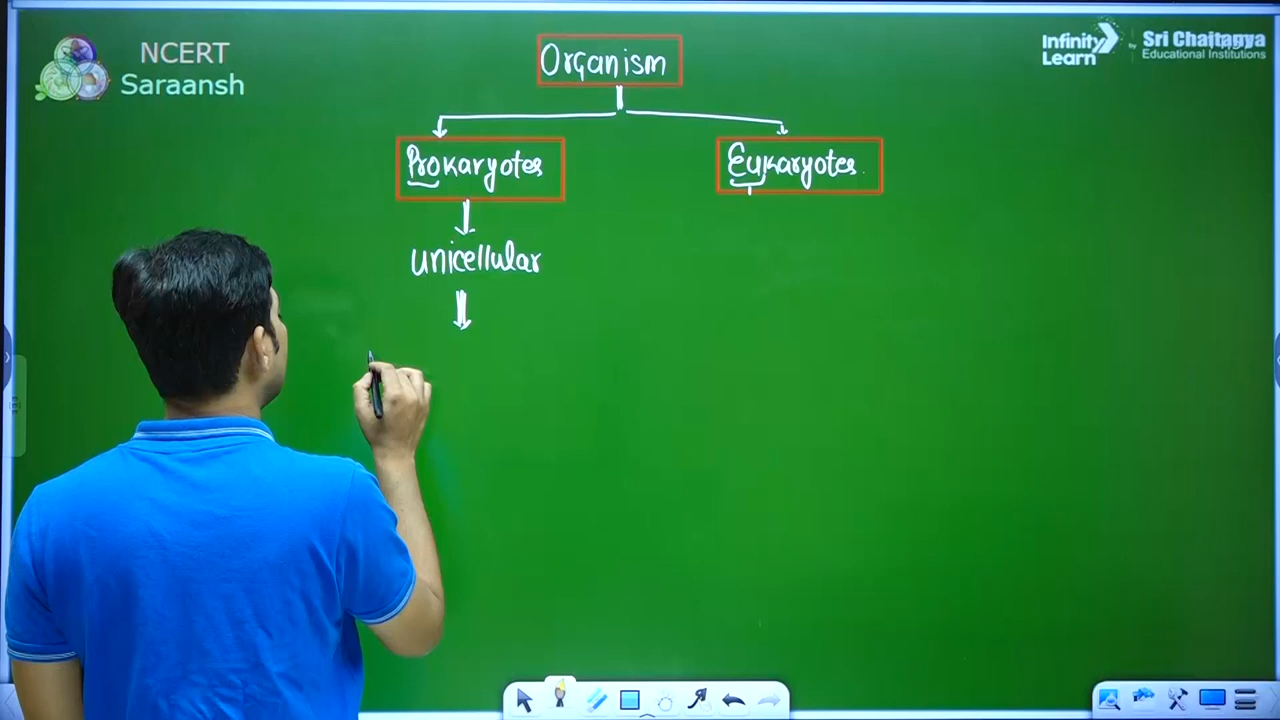 NCERT
Saraansh
Organism
Infinity
Learn
by
Sri Chaitanya
Educational Institutions
Prokaryotes
Eukaryotes
unicellular